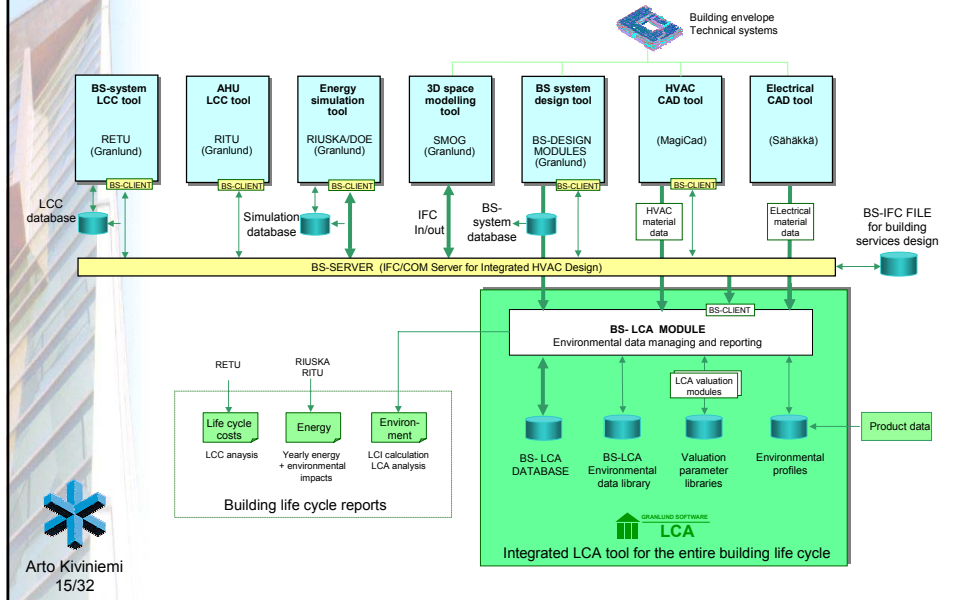 Building envelope
Technical systems
BS-system
LCC tool
RETU
(Granlund)
BS-CLIENT
AHU
LCC tool
RITU
(Granlund)
BS-CLIENT
Energy
simulation
tool
RIUSKA/DOE
(Granlund)
BS-CLIENT
3D space
modelling
tool
SMOG
(Granlund)
BS system
design tool
BS-DESIGN
MODULES
(Granlund)
BS-CLIENT
HVAC
CAD tool
(MagiCad)
BS-CLIENT
Electrical
CAD tool
(Sähäkkä)
LCC
database
Simulation
database
IFC
In/out
BS-
system
database
HVAC
material
data
ELectrical
material
data
BS-IFC FILE
for building
services design
BS-SERVER (IFC/COM Server for Integrated HVAC Design)
BS-CLIENT
BS- LCA MODULE
Environmental data managing and reporting
LCA valuation
modules
BS- LCA
DATABASE
BS-LCA
Environmental
data library
Valuation
parameter
libraries
Environmental
profiles
Product data
GRANLUND SOFTWARE
LCA
Integrated LCA tool for the entire building life cycle
RETU
RIUSKA
RITU
Life cycle
costs
LCC anaysis
Energy
Yearly energy
+ environmental
impacts
Environ-
ment
LCI calculation
LCA analysis
Building life cycle reports
Arto Kiviniemi
15/32